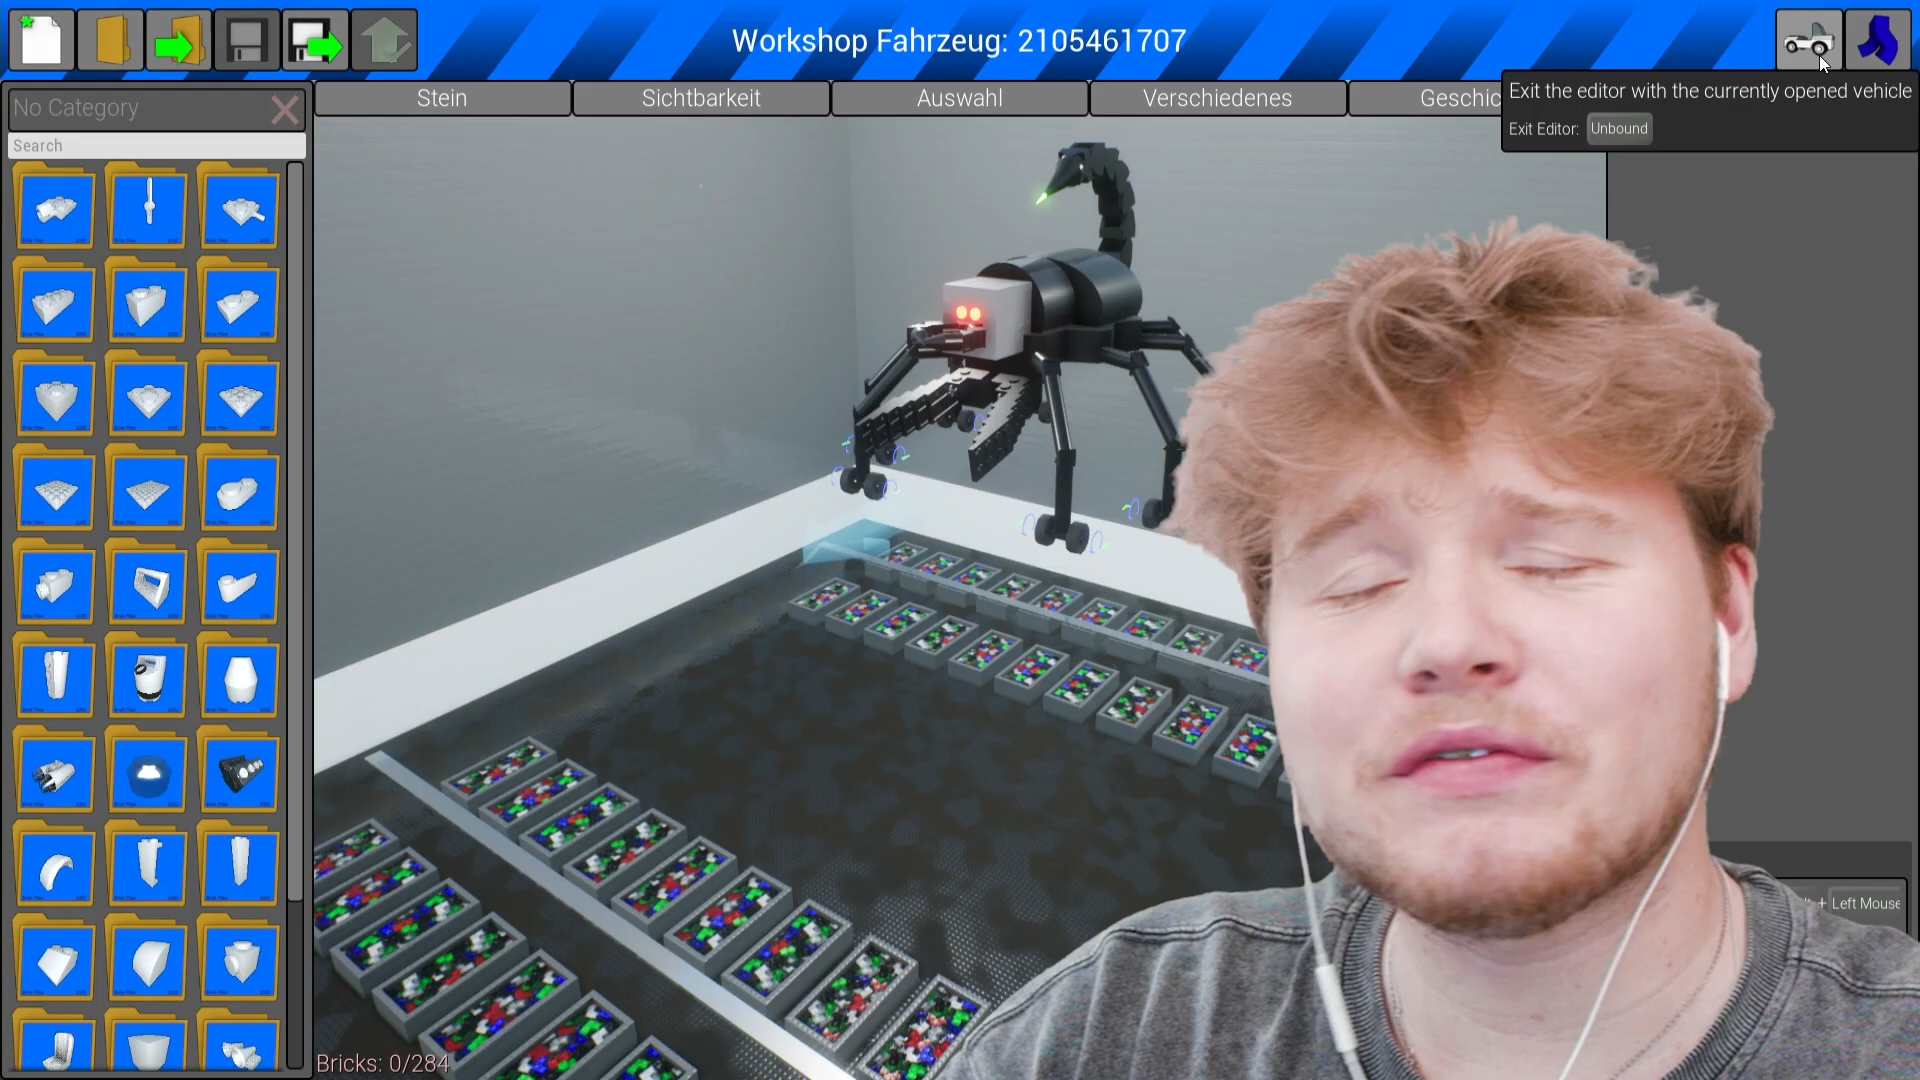 Workshop Fahrzeug: 2105461707
Exit the editor with the currently opened vehicle
Exit Editor: Unbound
Stein
Sichtbarkeit
Auswahl
Verschiedenes
Geschic
No Category
Search
+ Left Mouse
Bricks: 0/284